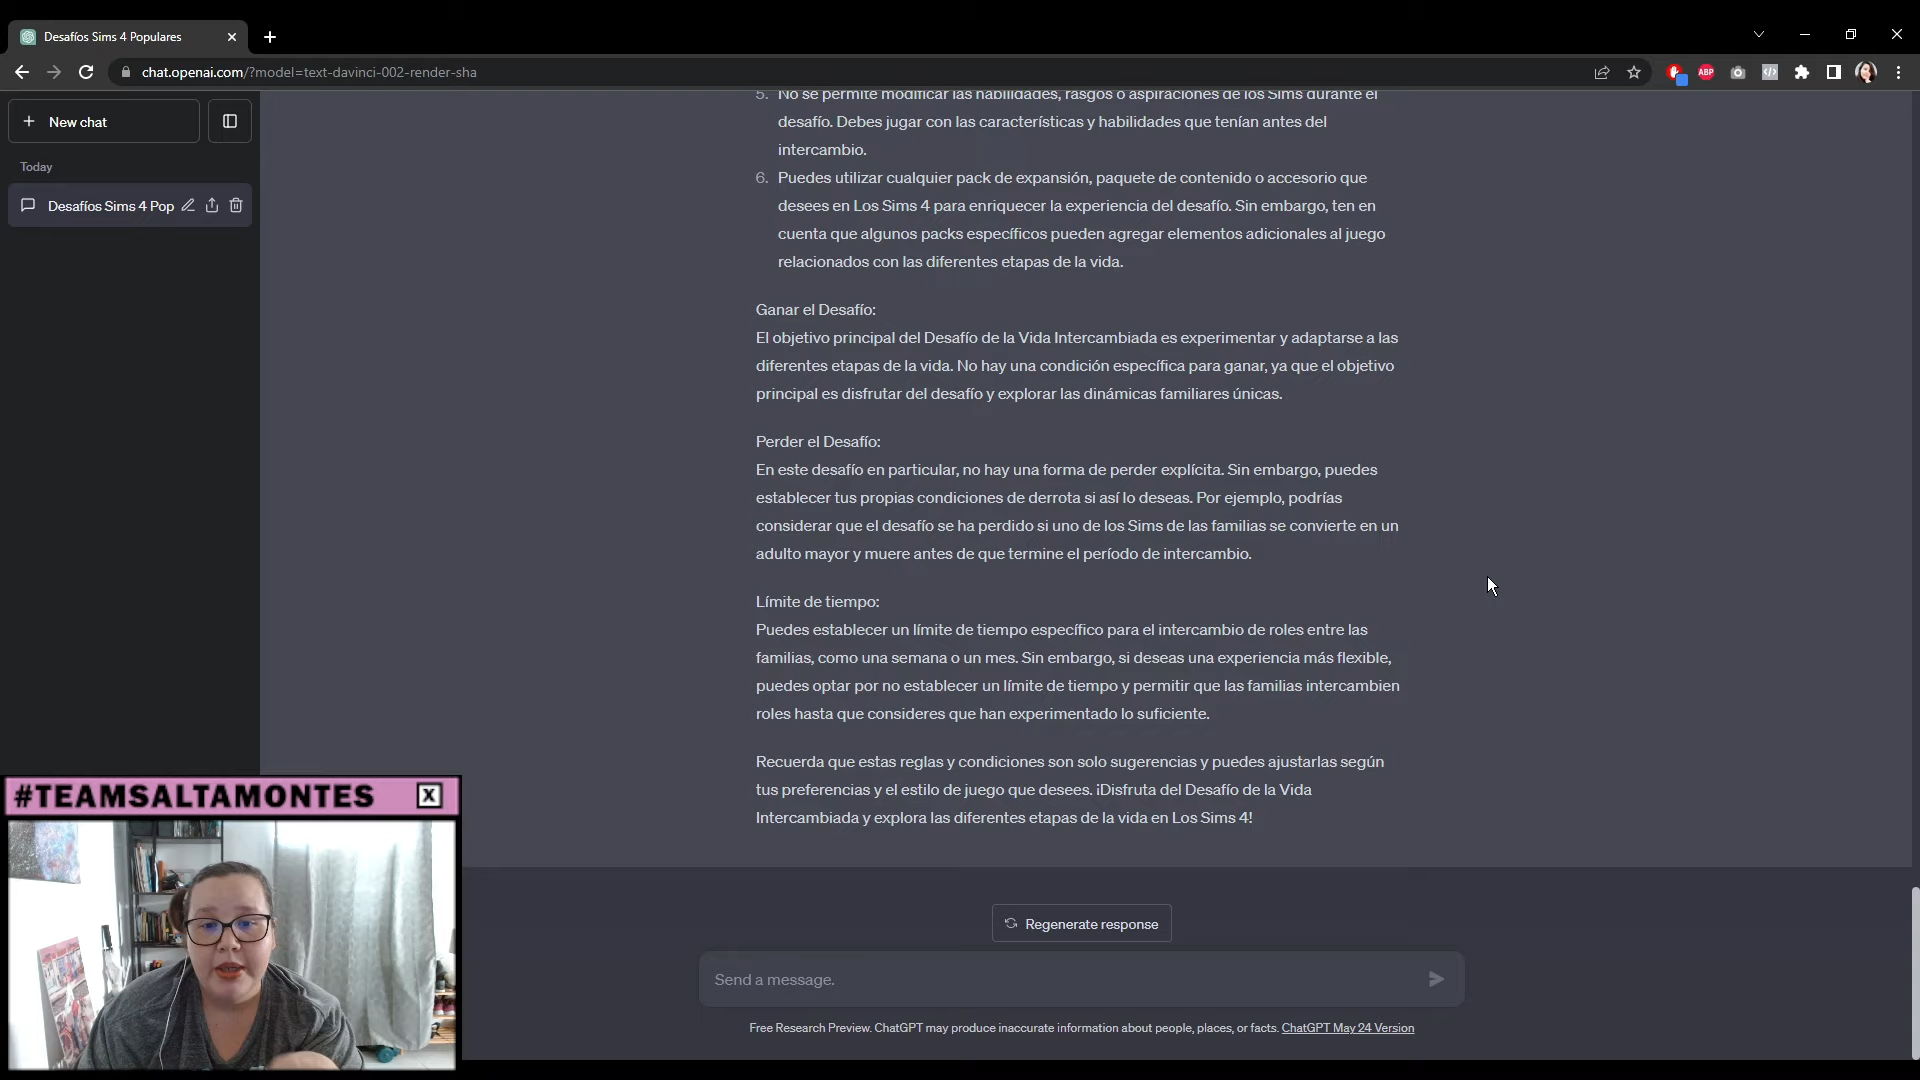 Desafíos Sims 4 Populares
chat.openai.com/?model=text-davinci-002-render-sha
ABP
New chat
Today
Desafíos Sims 4 Pop
5. No se permite modificar las habilidades, rasgos o aspiraciones de los Sims durante el
desafío. Debes jugar con las características y habilidades que tenían antes del
intercambio.
6. Puedes utilizar cualquier pack de expansión, paquete de contenido o accesorio que
desees en Los Sims 4 para enriquecer la experiencia del desafío. Sin embargo, ten en
cuenta que algunos packs específicos pueden agregar elementos adicionales al juego
relacionados con las diferentes etapas de la vida.
Ganar el Desafío:
El objetivo principal del Desafío de la Vida Intercambiada es experimentar y adaptarse a las
diferentes etapas de la vida. No hay una condición específica para ganar, ya que el objetivo
principal es disfrutar del desafío y explorar las dinámicas familiares únicas.
Perder el Desafío:
En este desafío en particular, no hay una forma de perder explícita. Sin embargo, puedes
establecer tus propias condiciones de derrota si así lo deseas. Por ejemplo, podrías
considerar que el desafío se ha perdido si uno de los Sims de las familias se convierte en un
adulto mayor y muere antes de que termine el período de intercambio.
Límite de tiempo:
Puedes establecer un límite de tiempo específico para el intercambio de roles entre las
familias, como una semana o un mes. Sin embargo, si deseas una experiencia más flexible,
puedes optar por no establecer un límite de tiempo y permitir que las familias intercambien
roles hasta que consideres que han experimentado lo suficiente.
Recuerda que estas reglas y condiciones son solo sugerencias y puedes ajustarlas según
tus preferencias y el estilo de juego que desees. ¡Disfruta del Desafío de la Vida
Intercambiada y explora las diferentes etapas de la vida en Los Sims 4!
#TEAMSALTAMONTES X
Regenerate response
Send a message.
Free Research Preview. ChatGPT may produce inaccurate information about people, places, or facts. ChatGPT May 24 Version